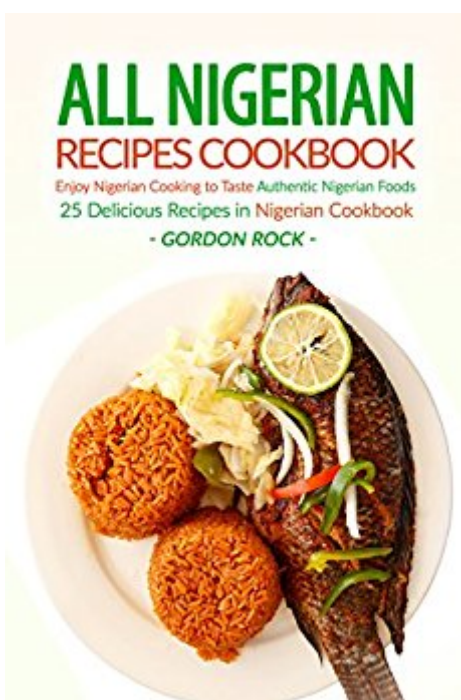 ALL NIGERIAN
RECIPES COOKBOOK
Enjoy Nigerian Cooking to Taste Authentic Nigerian Foods
25 Delicious Recipes in Nigerian Cookbook
- GORDON ROCK -